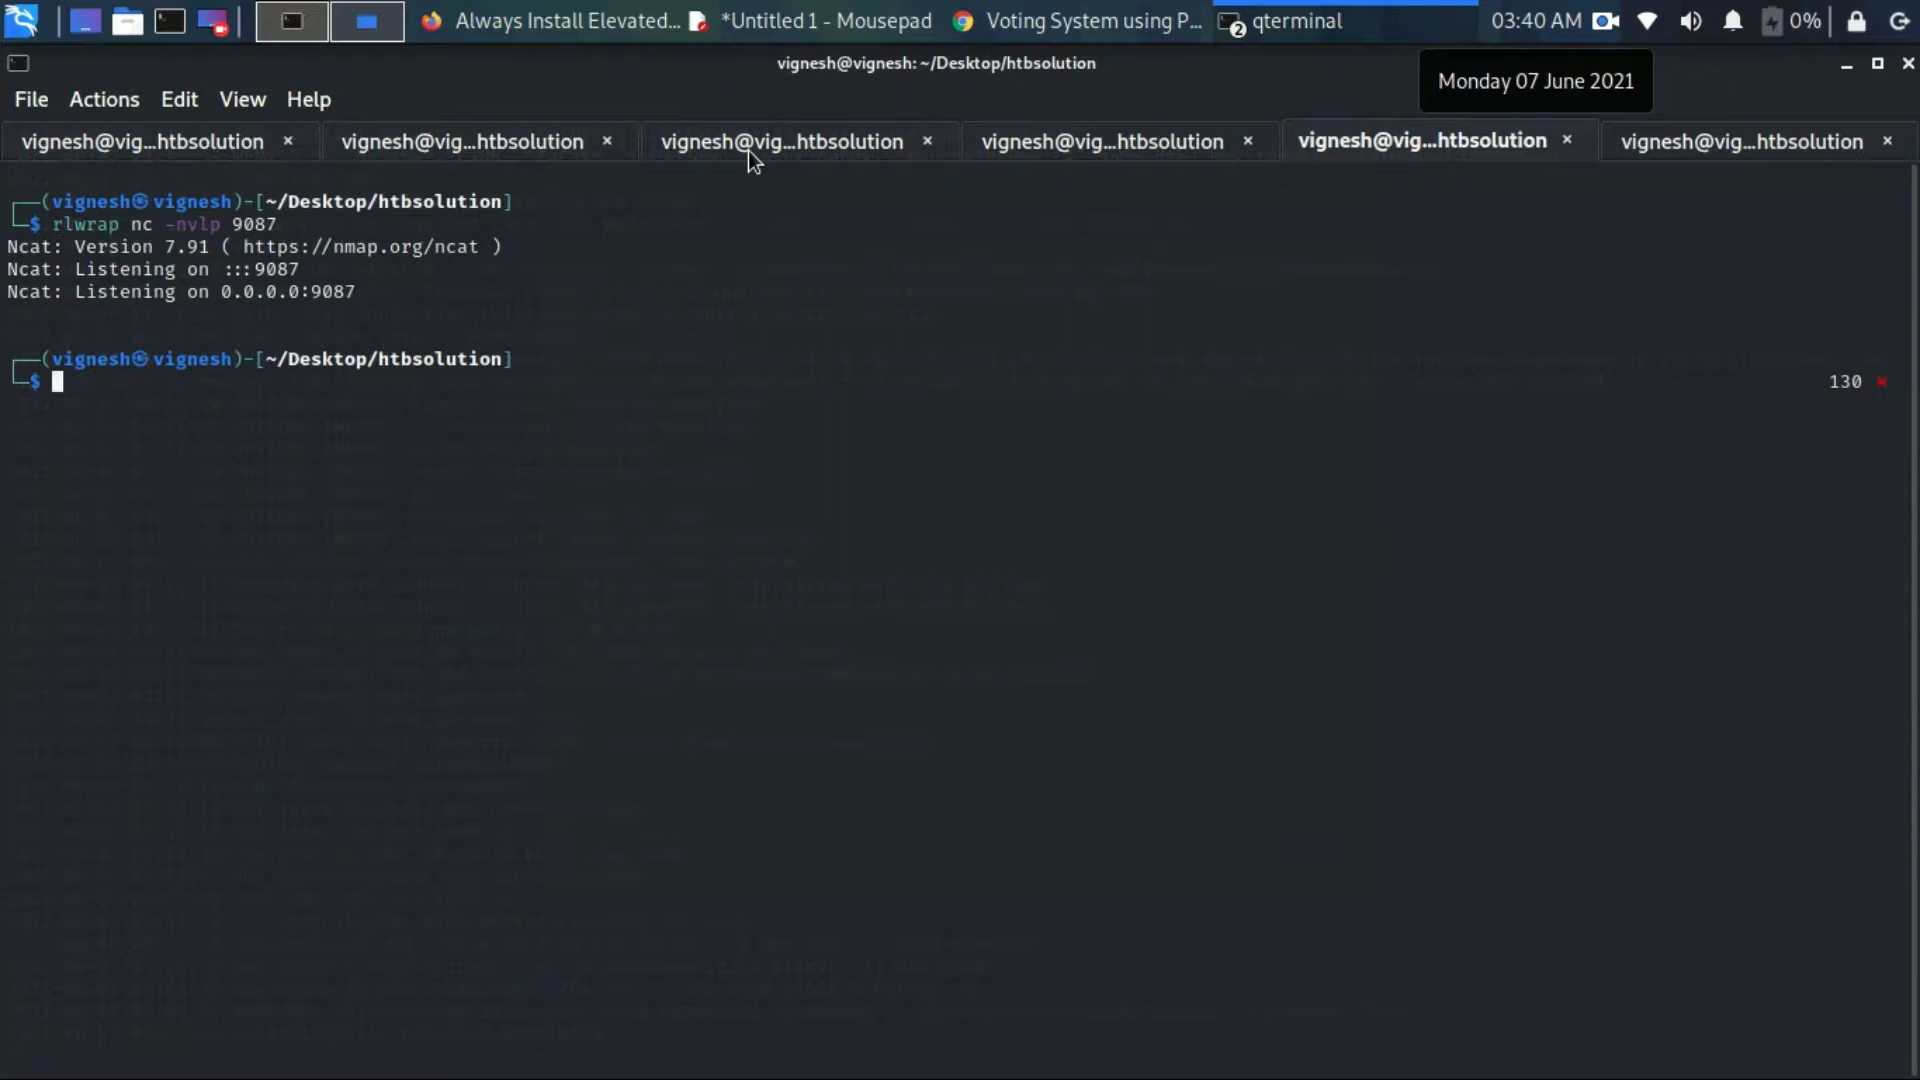 Always Install Elevated... *Untitled 1 - Mousepad Voting System using P... 2 qterminal 03:40 AM 0%
vignesh@vignesh: ~/Desktop/htbsolution
Monday 07 June 2021
File Actions Edit View Help
vignesh@vig...htbsolution × vignesh@vig...htbsolution × vignesh@vig...htbsolution × vignesh@vig...htbsolution × vignesh@vig...htbsolution × vignesh@vig...htbsolution ×
┌──(vignesh㉿vignesh)-[~/Desktop/htbsolution]
└─$ rlwrap nc -nvlp 9087
Ncat: Version 7.91 ( https://nmap.org/ncat )
Ncat: Listening on :::9087
Ncat: Listening on 0.0.0.0:9087
┌──(vignesh㉿vignesh)-[~/Desktop/htbsolution]
└─$ 130 ×